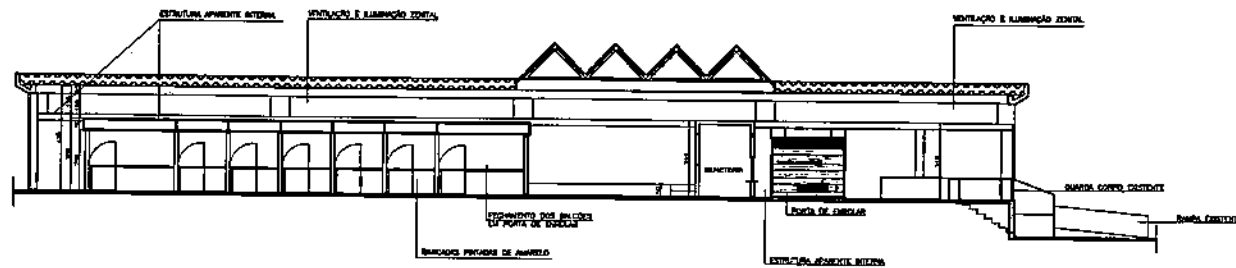 ESTRUTURA APARENTE INTERNA
VENTILAÇÃO E ILUMINAÇÃO ZENITAL
VENTILAÇÃO E ILUMINAÇÃO ZENITAL
BILHETERIA
GUARDA CORPO EXISTENTE
RAMPA EXISTENTE
FECHAMENTO DOS BALCÕES
EM PORTA DE ENROLAR
PORTA DE ENROLAR
BANCADAS PINTADAS DE AMARELO
ESTRUTURA APARENTE INTERNA